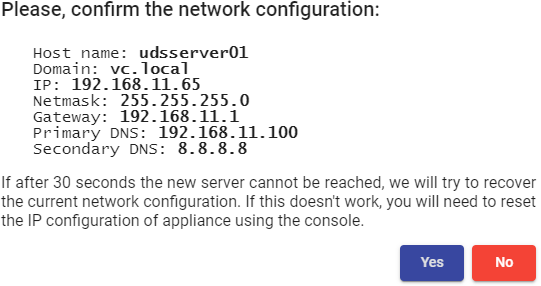 Please, confirm the network configuration:
Host name: udsserver01
Domain: vc.local
IP: 192.168.11.65
Netmask: 255.255.255.0
Gateway: 192.168.11.1
Primary DNS: 192.168.11.100
Secondary DNS: 8.8.8.8
If after 30 seconds the new server cannot be reached, we will try to recover
the current network configuration. If this doesn't work, you will need to reset
the IP configuration of appliance using the console.
Yes No